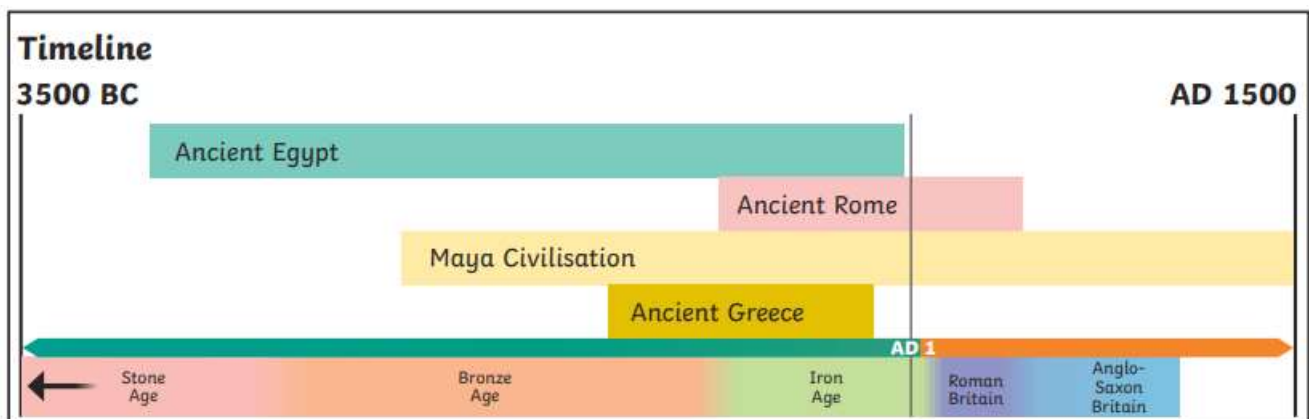 Timeline
3500 BC
AD 1500
Ancient Egypt
Ancient Rome
Maya Civilisation
Ancient Greece
AD 1
Stone
Age
Bronze
Age
Iron
Age
Roman
Britain
Anglo-
Saxon
Britain